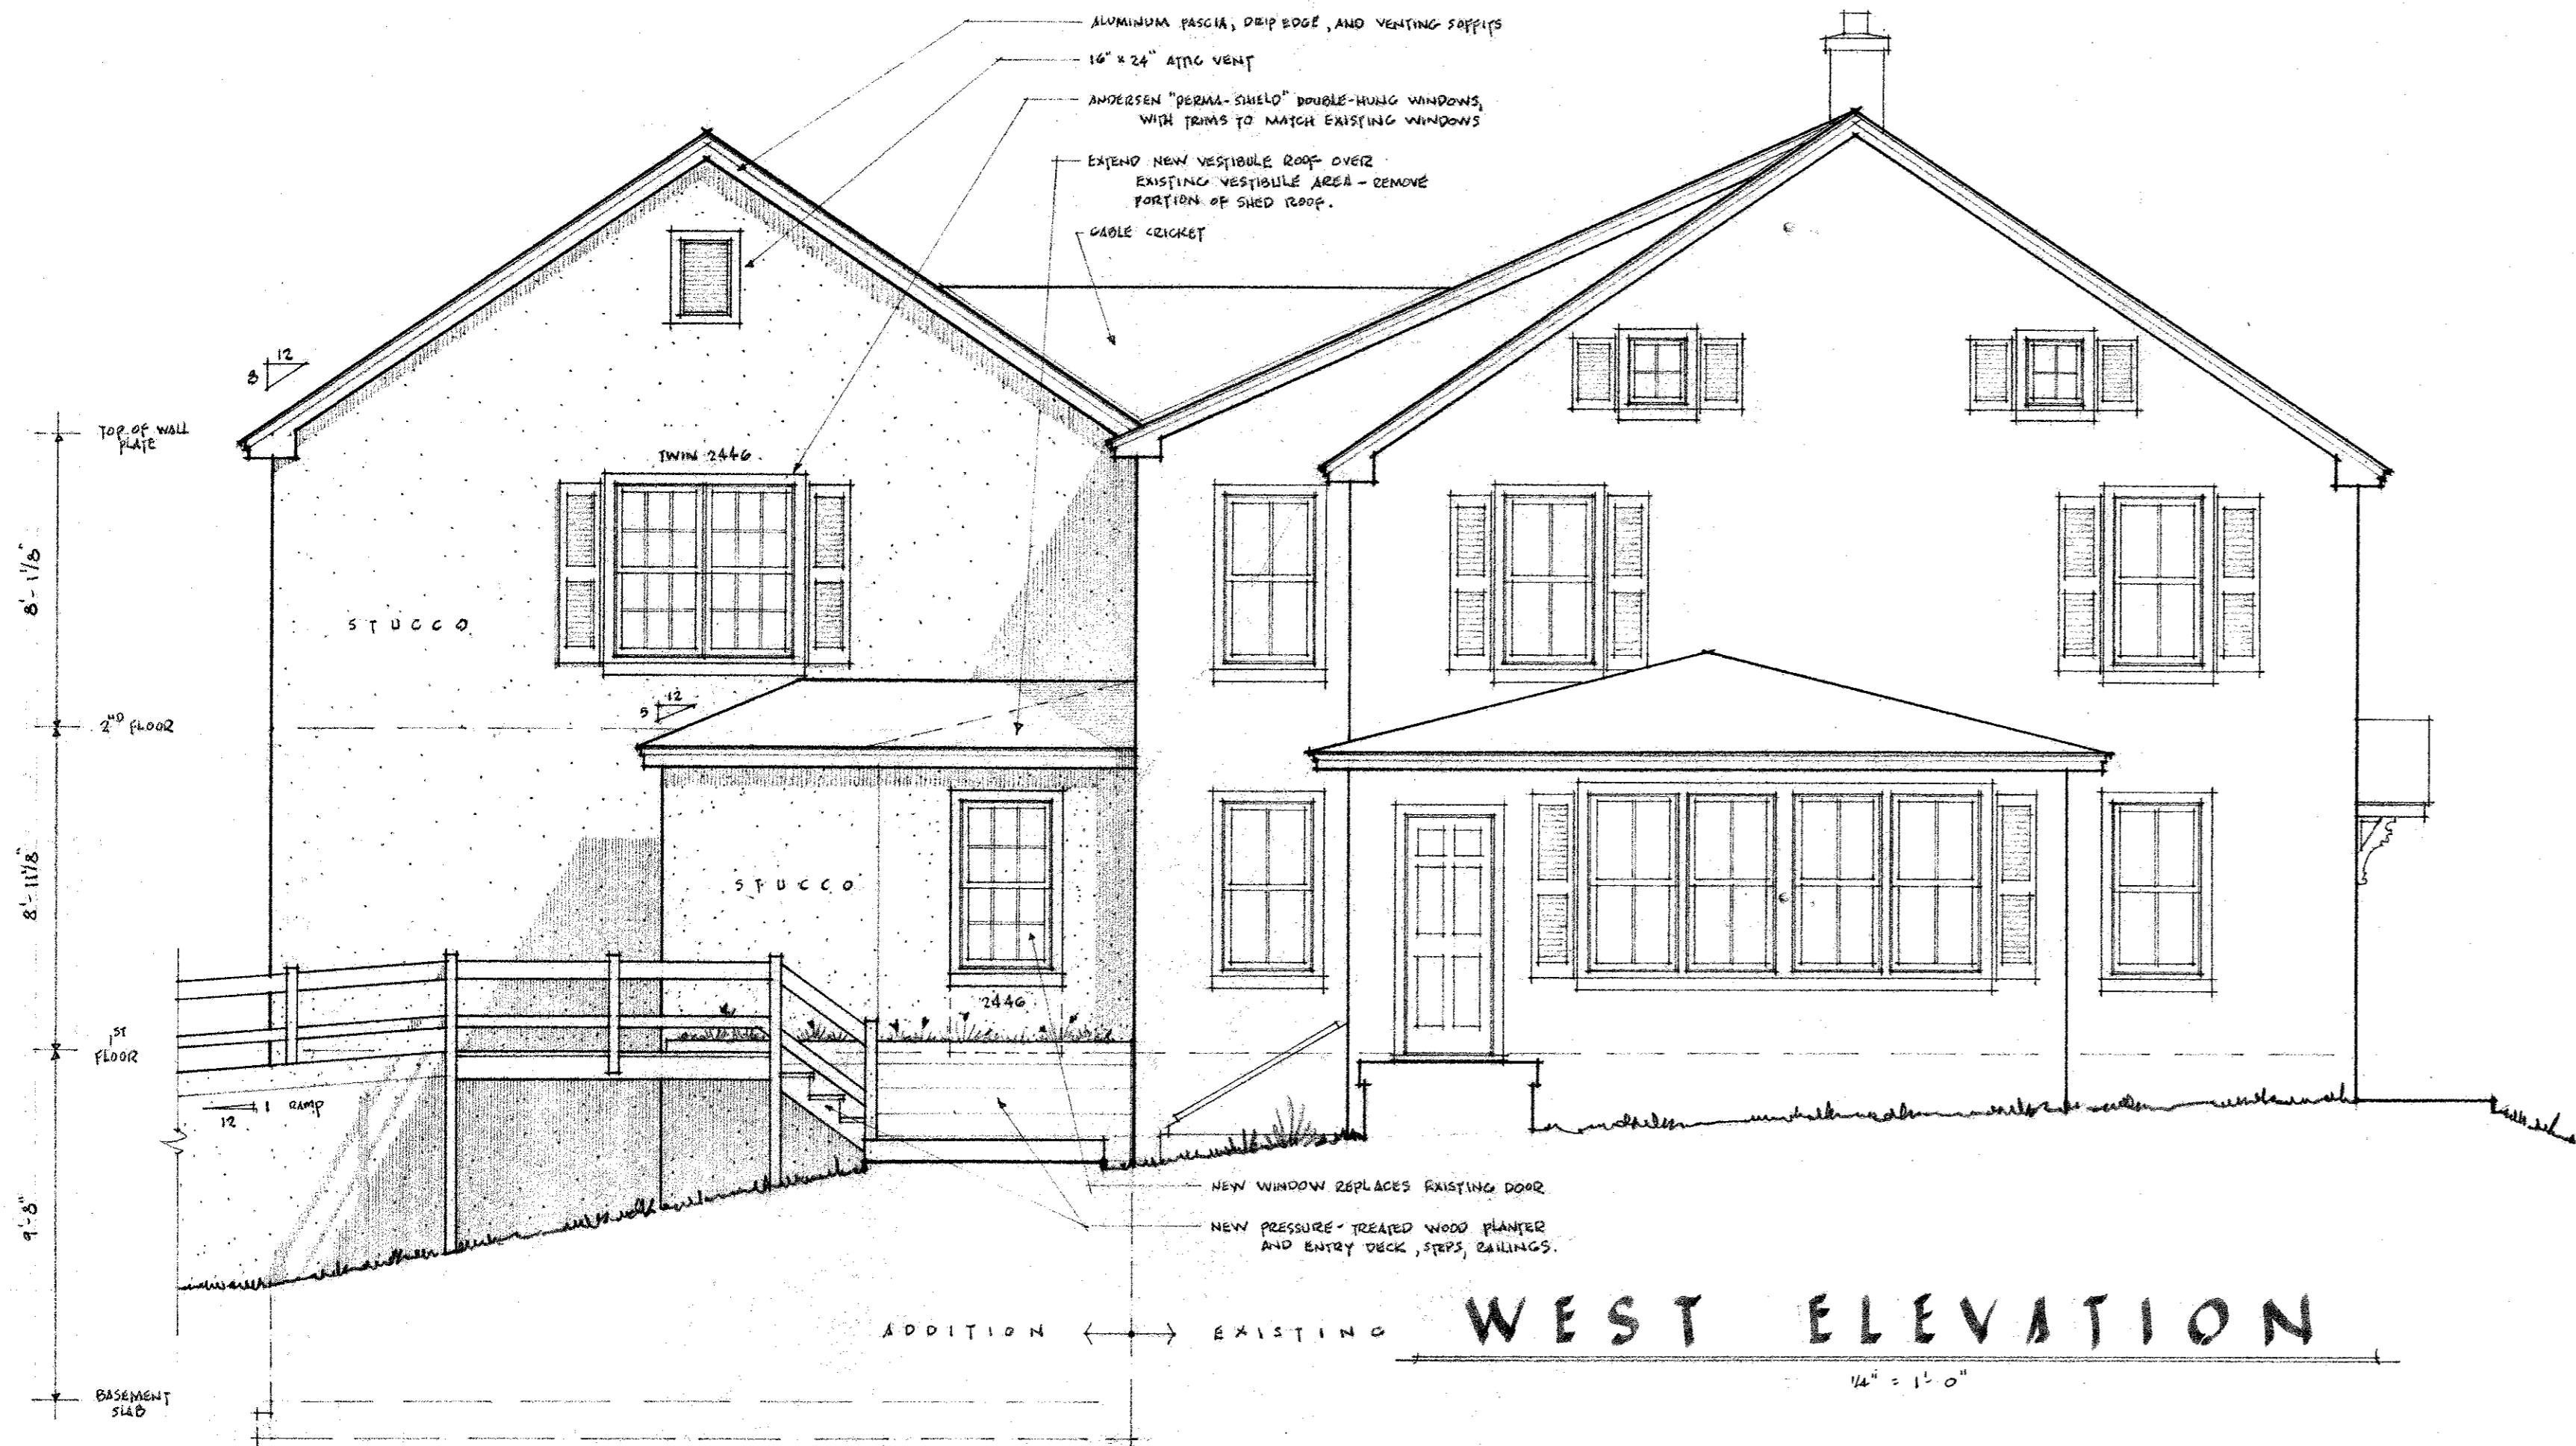 ALUMINUM FASCIA, DRIP EDGE, AND VENTING SOFFITS
16" x 24" ATTIC VENT
ANDERSEN "PERMA-SHIELD" DOUBLE-HUNG WINDOWS,
WITH TRIMS TO MATCH EXISTING WINDOWS
EXTEND NEW VESTIBULE ROOF OVER
EXISTING VESTIBULE AREA - REMOVE
PORTION OF SHED ROOF.
GABLE CRICKET
12
8
TOP OF WALL
PLATE
TWIN 2446
8'-1 1/8"
STUCCO
12
5
2ND FLOOR
8'-11 1/8"
STUCCO
2446
1ST
FLOOR
1 RAMP
12
9'-8"
NEW WINDOW REPLACES EXISTING DOOR
NEW PRESSURE-TREATED WOOD PLANTER
AND ENTRY DECK, STEPS, RAILINGS.
ADDITION
EXISTING
WEST ELEVATION
1/4" = 1'-0"
BASEMENT
SLAB